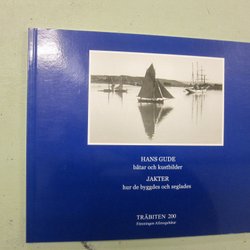 HANS GUDE
båtar och kustbilder
JAKTER
hur de byggdes och seglades
TRÄBITEN 200
Föreningen Allmogebåtar